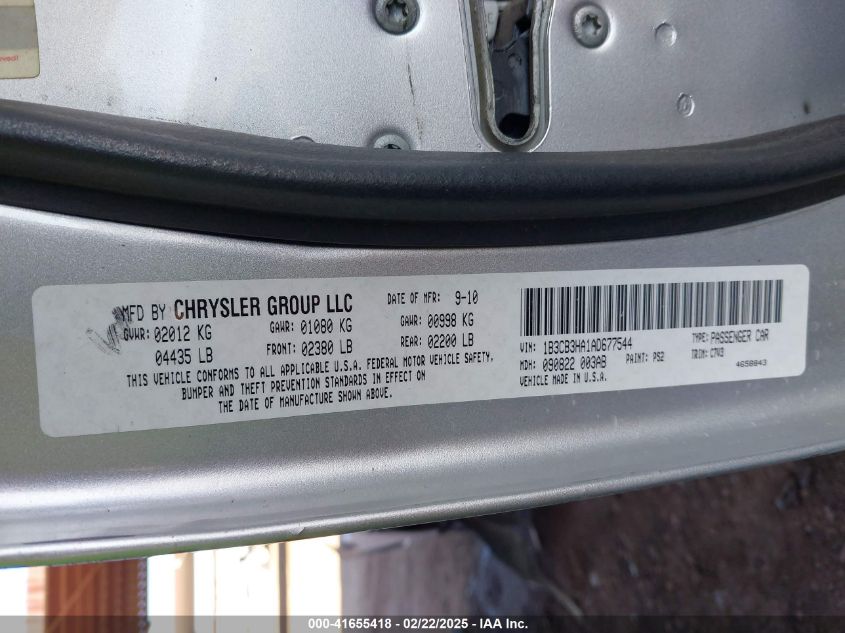 oved!
MFD BY CHRYSLER GROUP LLC DATE OF MFR: 9-10
GVWR: 02012 KG GAWR: 01080 KG GAWR: 00998 KG
04435 LB FRONT: 02380 LB REAR: 02200 LB
THIS VEHICLE CONFORMS TO ALL APPLICABLE U.S.A. FEDERAL MOTOR VEHICLE SAFETY,
BUMPER AND THEFT PREVENTION STANDARDS IN EFFECT ON
THE DATE OF MANUFACTURE SHOWN ABOVE.
VIN: 1B3CB3HA1AD677544 TYPE: PASSENGER CAR
MDH: 090822 003AB PAINT: PS2 TRIM: C7V3
VEHICLE MADE IN U.S.A. 4658843
000-41655418 - 02/22/2025 - IAA Inc.